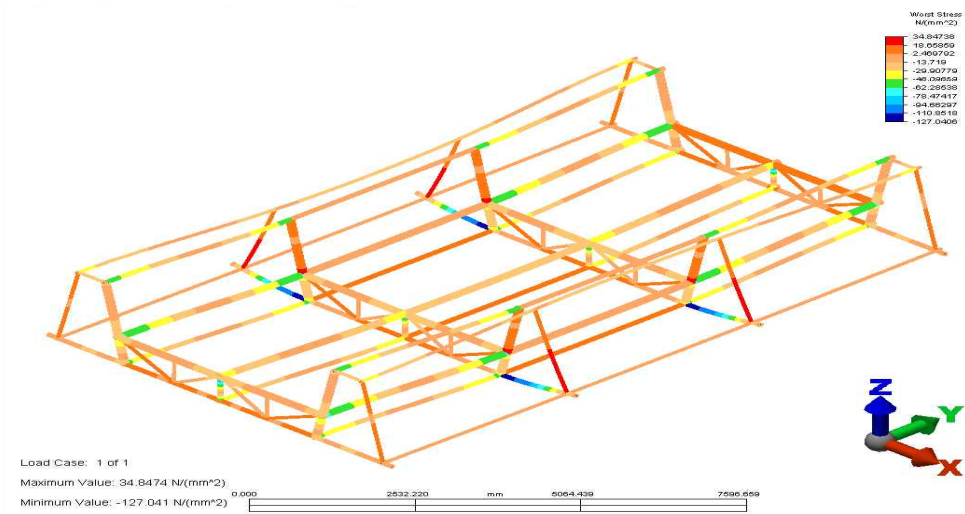 Worst Stress
N/(mm^2)
34.84738
18.65859
2.469792
-13.719
-29.90779
-46.09659
-62.28538
-78.47417
-94.66297
-110.8518
-127.0406
Z
Y
X
Load Case: 1 of 1
Maximum Value: 34.8474 N/(mm^2)
Minimum Value: -127.041 N/(mm^2)
0.000 2532.220 mm 5064.439 7596.659